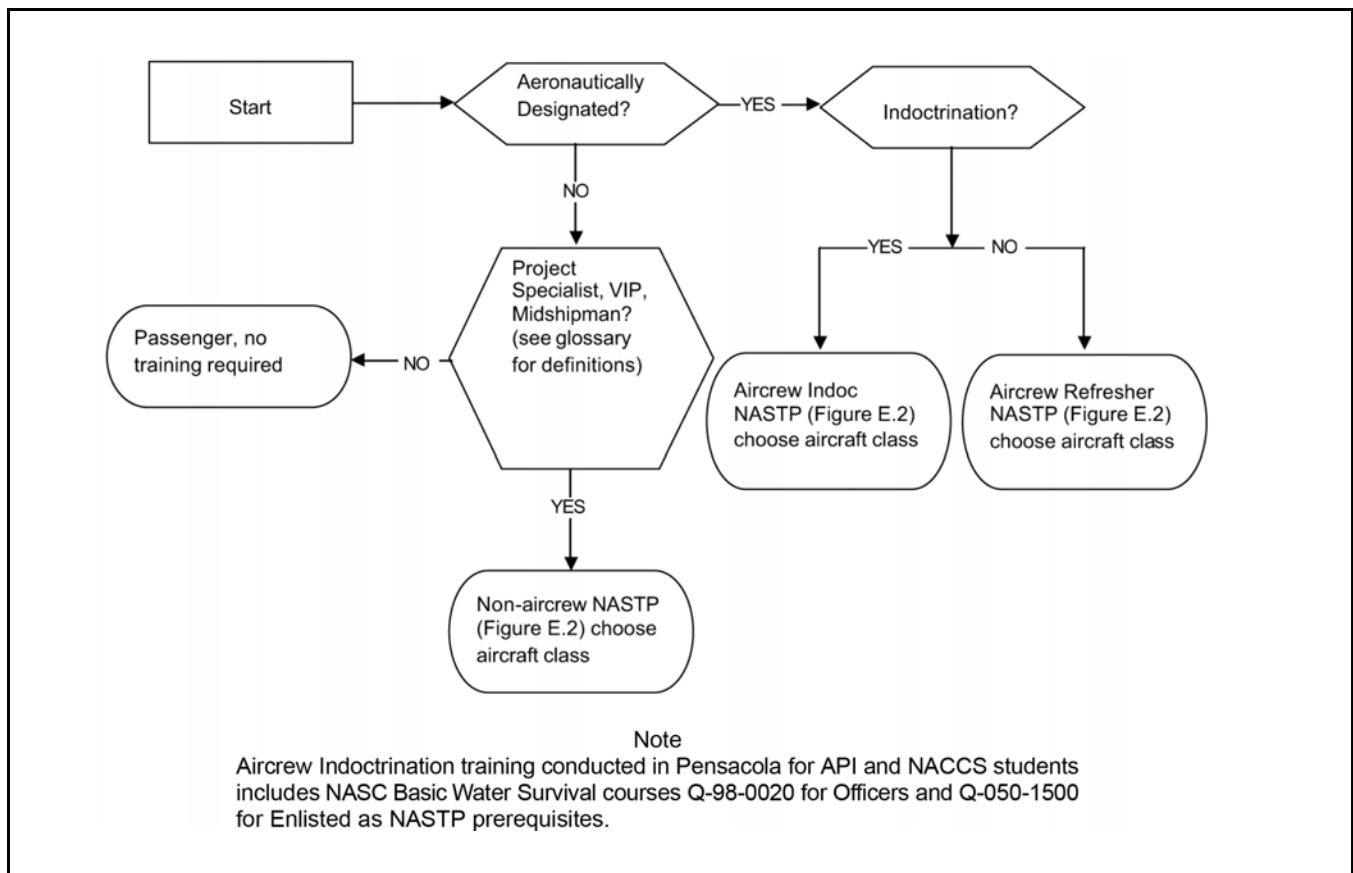 Start
Aeronautically
Designated?
YES
Indoctrination?
NO
YES
NO
Project
Specialist, VIP,
Midshipman?
(see glossary
for definitions)
NO
Passenger, no
training required
Aircrew Indoc
NASTP (Figure E.2)
choose aircraft class
Aircrew Refresher
NASTP (Figure E.2)
choose aircraft class
YES
Non-aircrew NASTP
(Figure E.2) choose
aircraft class
Note
Aircrew Indoctrination training conducted in Pensacola for API and NACCS students
includes NASC Basic Water Survival courses Q-98-0020 for Officers and Q-050-1500
for Enlisted as NASTP prerequisites.